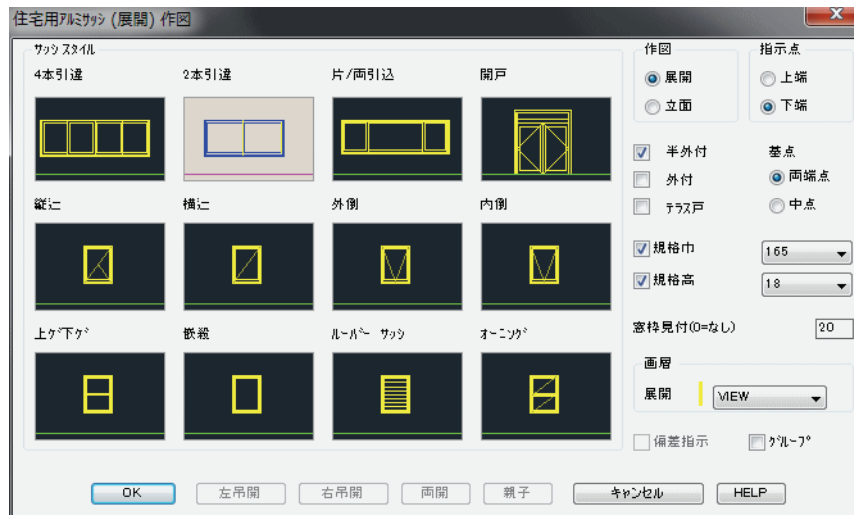 住宅用ｱﾙﾐｻｯｼ (展開) 作図
ｻｯｼ ｽﾀｲﾙ
4本引違
2本引違
片/両引込
開戸
縦辷
横辷
外倒
内倒
上ｹﾞ下ｹﾞ
嵌殺
ﾙｰﾊﾞｰ ｻｯｼ
ｵｰﾆﾝｸﾞ
作図
展開
立面
指示点
上端
下端
半外付
外付
ﾃﾗｽ戸
基点
両端点
中点
規格巾
165
規格高
18
窓枠見付(0=なし)
20
画層
展開
VIEW
偏差指示
ｸﾞﾙｰﾌﾟ
OK
左吊開
右吊開
両開
親子
ｷｬﾝｾﾙ
HELP